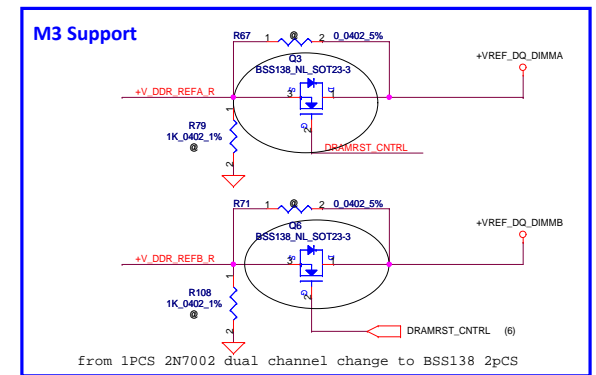 M3 Support
R67 1 @ 2 0_0402_5%
Q3
BSS138_NL_SOT23-3
+VREF_DQ_DIMMA
+V_DDR_REFA_R
3 S D 1
G
2
R79
1K_0402_1%
@
1
2
DRAMRST_CNTRL
R71 1 @ 2 0_0402_5%
Q6
BSS138_NL_SOT23-3
+VREF_DQ_DIMMB
+V_DDR_REFB_R
3 S D 1
G
2
R108
1K_0402_1%
@
1
2
DRAMRST_CNTRL (6)
from 1PCS 2N7002 dual channel change to BSS138 2pCS